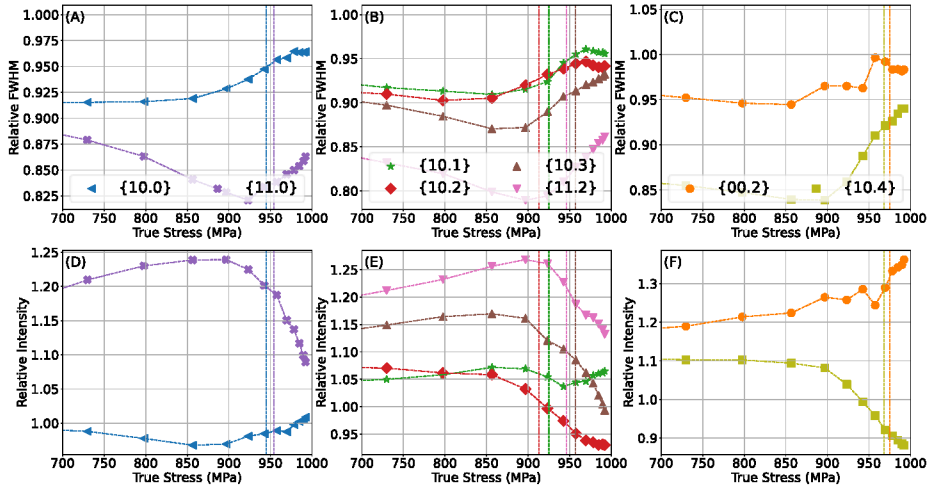 (A)
1.000
0.975
0.950
0.925
0.900
0.875
0.850
0.825
Relative FWHM
{10.0} {11.0}
700 750 800 850 900 950 1000
True Stress (MPa)
(B)
1.00
0.95
0.90
0.85
0.80
Relative FWHM
{10.1} {10.3}
{10.2} {11.2}
700 750 800 850 900 950 1000
True Stress (MPa)
(C)
1.05
1.00
0.95
0.90
0.85
Relative FWHM
{00.2} {10.4}
700 750 800 850 900 950 1000
True Stress (MPa)
(D)
1.25
1.20
1.15
1.10
1.05
1.00
Relative Intensity
700 750 800 850 900 950 1000
True Stress (MPa)
(E)
1.25
1.20
1.15
1.10
1.05
1.00
0.95
Relative Intensity
700 750 800 850 900 950 1000
True Stress (MPa)
(F)
1.3
1.2
1.1
1.0
0.9
Relative Intensity
700 750 800 850 900 950 1000
True Stress (MPa)